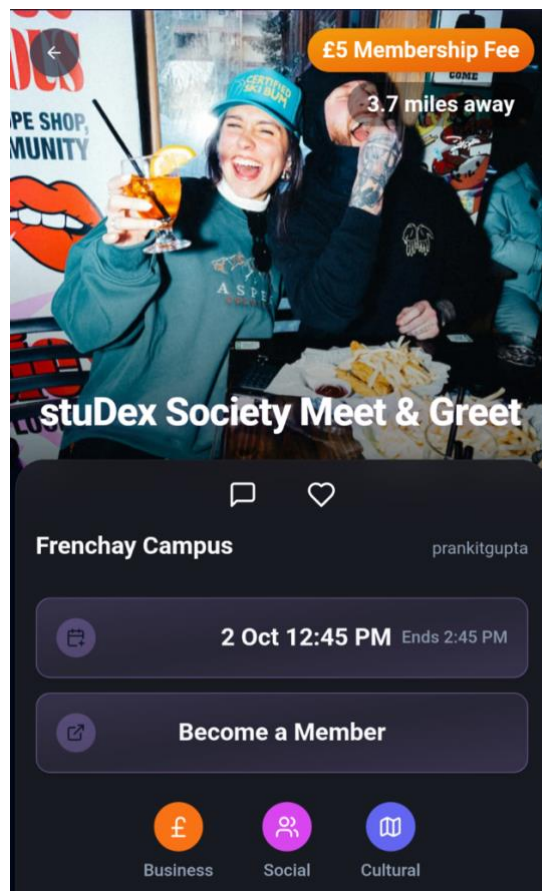 £5 Membership Fee
3.7 miles away
PE SHOP,
MUNITY
CERTIFIED
SKI BUM
COME
ASPE
stuDex Society Meet & Greet
Frenchay Campus
prankitgupta
2 Oct 12:45 PM Ends 2:45 PM
Become a Member
Business
Social
Cultural